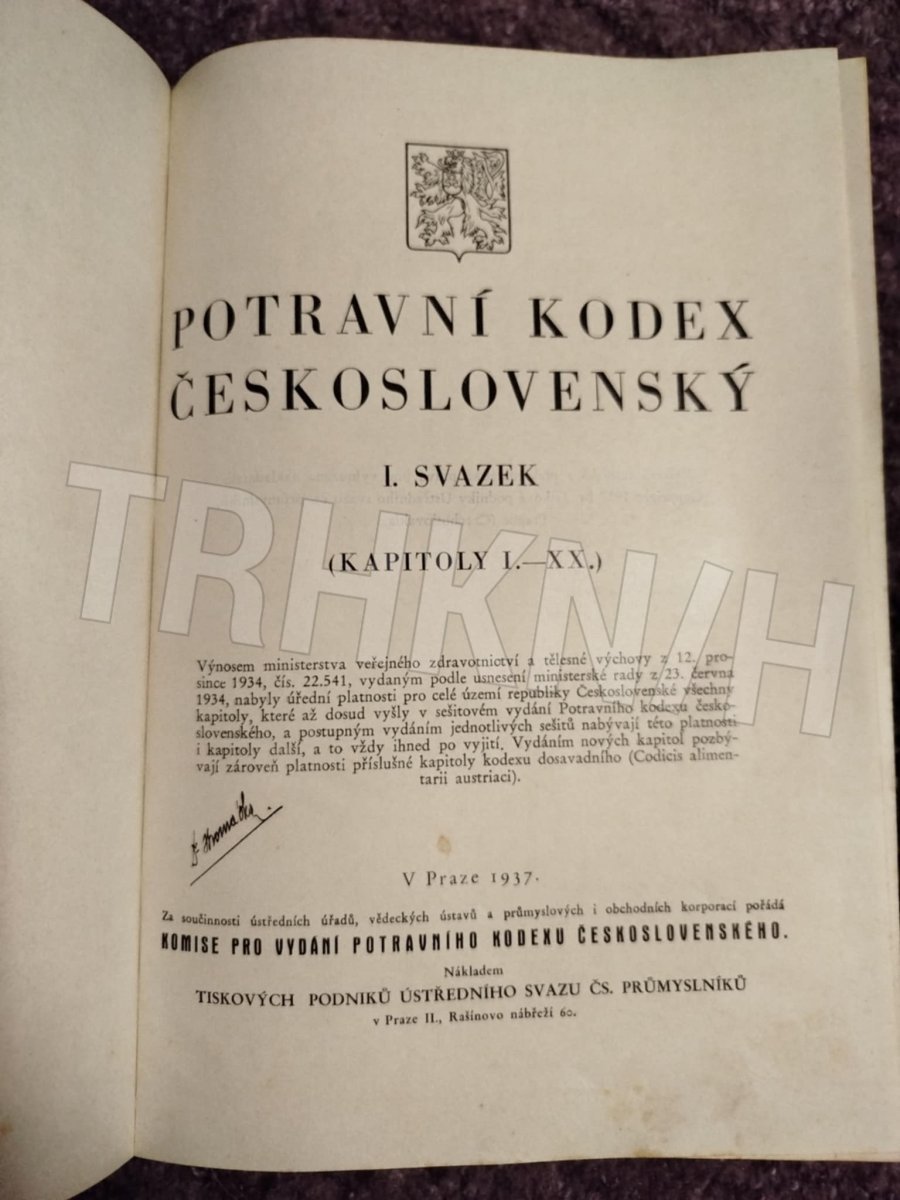 POTRAVNÍ KODEX
ČESKOSLOVENSKÝ
I. SVAZEK
(KAPITOLY I.—XX.)
TRHKNIH
Výnosem ministerstva veřejného zdravotnictví a tělesné výchovy z 12. pro-
since 1934, čís. 22.541, vydaným podle usnesení ministerské rady z 23. června
1934, nabyly úřední platnosti pro celé území republiky Československé všechny
kapitoly, které až dosud vyšly v sešitovém vydání Potravního kodexu česko-
slovenského, a postupným vydáním jednotlivých sešitů nabývají této platnosti
i kapitoly další, a to vždy ihned po vyjití. Vydáním nových kapitol pozbý-
vají zároveň platnosti příslušné kapitoly kodexu dosavadního (Codicis alimen-
tarii austriaci).
V Praze 1937.
Za součinnosti ústředních úřadů, vědeckých ústavů a průmyslových i obchodních korporací pořádá
KOMISE PRO VYDÁNÍ POTRAVNÍHO KODEXU ČESKOSLOVENSKÉHO.
Nákladem
TISKOVÝCH PODNIKŮ ÚSTŘEDNÍHO SVAZU ČS. PRŮMYSLNÍKŮ
v Praze II., Rašínovo nábřeží 60.